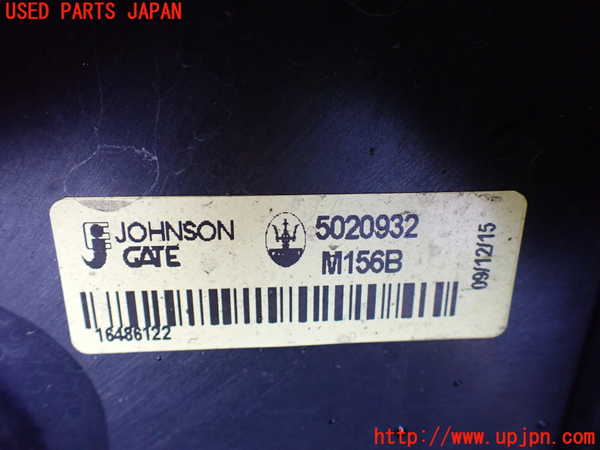 USED PARTS JAPAN
JOHNSON
GATE
5020932
M156B
09/12/15
16486122
http://www.upjpn.com/